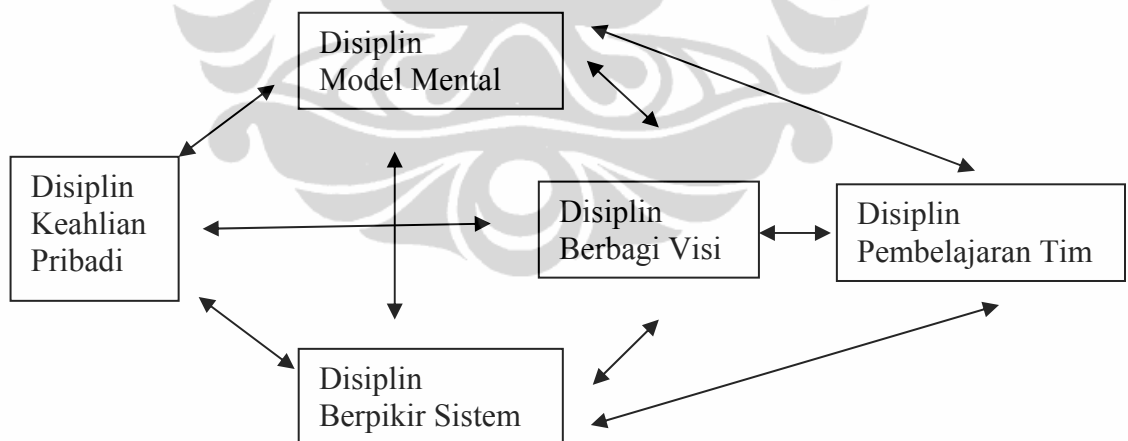 Disiplin
Model Mental
Disiplin
Keahlian
Pribadi
Disiplin
Berbagi Visi
Disiplin
Pembelajaran Tim
Disiplin
Berpikir Sistem